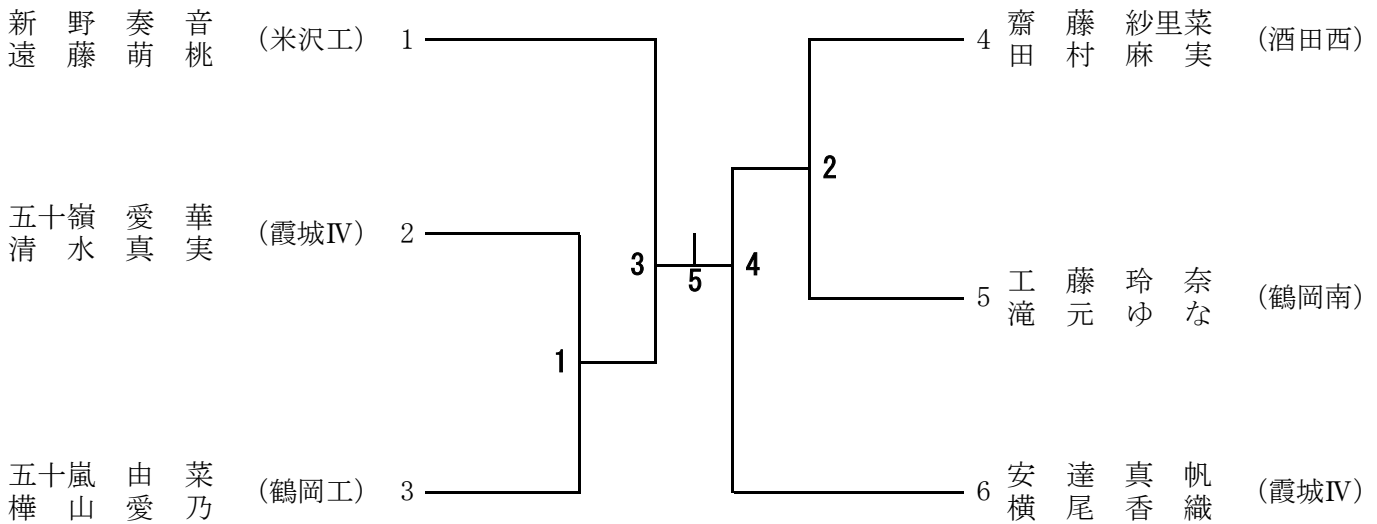 新野奏音
遠藤萌桃
(米沢工) 1
五十嶺愛華
清水真実
(霞城Ⅳ) 2
五十嵐由菜
樺山愛乃
(鶴岡工) 3
1
3
5
4
2
4 齋藤紗里菜
田村麻実
(酒田西)
5 工藤玲奈
滝元ゆな
(鶴岡南)
6 安達真帆
横尾香織
(霞城Ⅳ)